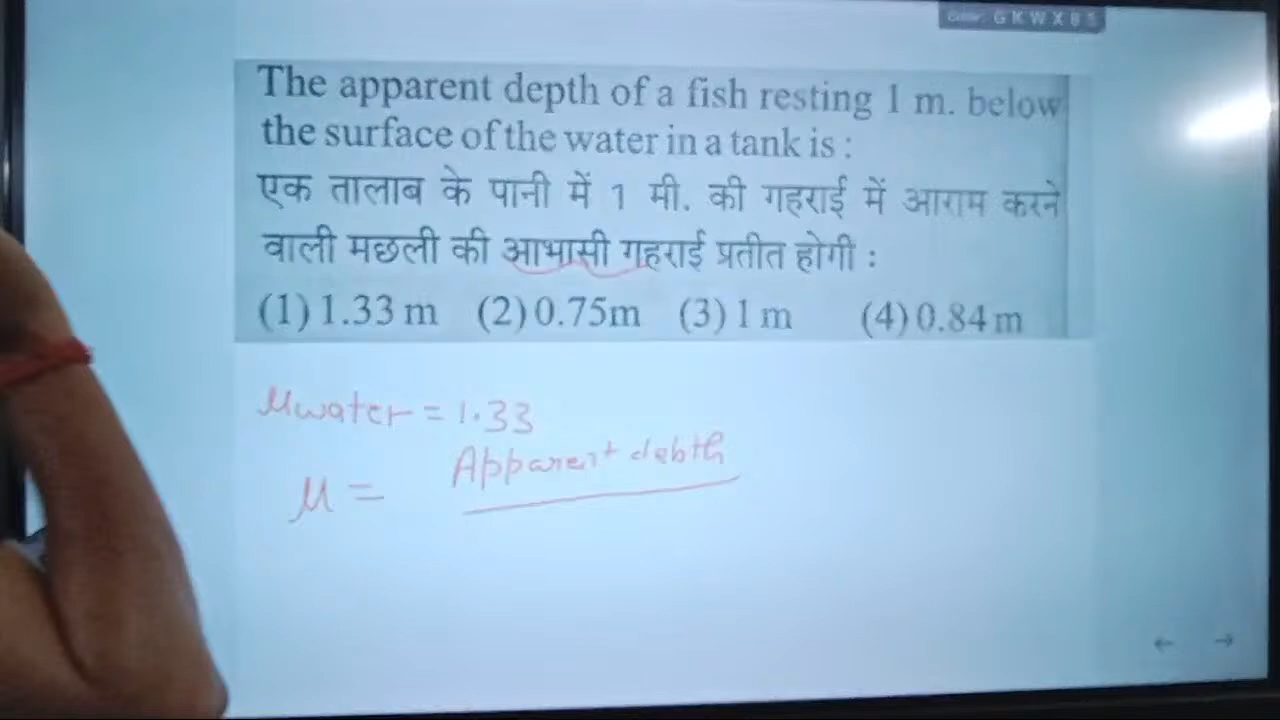 Color: G K W X B S
The apparent depth of a fish resting 1 m. below
the surface of the water in a tank is :
एक तालाब के पानी में 1 मी. की गहराई में आराम करने
वाली मछली की आभासी गहराई प्रतीत होगी :
(1) 1.33 m (2) 0.75m (3) 1 m (4) 0.84 m
μwater = 1.33
Apparent debth
μ =